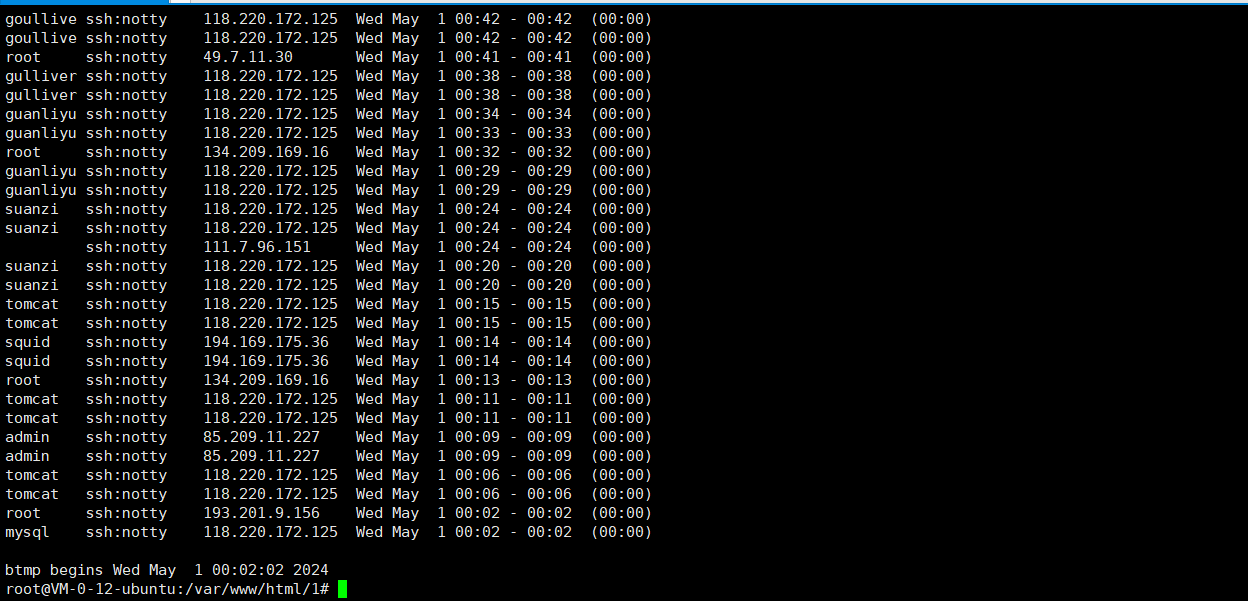 goullive ssh:notty    118.220.172.125  Wed May  1 00:42 - 00:42  (00:00)
goullive ssh:notty    118.220.172.125  Wed May  1 00:42 - 00:42  (00:00)
root     ssh:notty    49.7.11.30       Wed May  1 00:41 - 00:41  (00:00)
gulliver ssh:notty    118.220.172.125  Wed May  1 00:38 - 00:38  (00:00)
gulliver ssh:notty    118.220.172.125  Wed May  1 00:38 - 00:38  (00:00)
guanliyu ssh:notty    118.220.172.125  Wed May  1 00:34 - 00:34  (00:00)
guanliyu ssh:notty    118.220.172.125  Wed May  1 00:33 - 00:33  (00:00)
root     ssh:notty    134.209.169.16   Wed May  1 00:32 - 00:32  (00:00)
guanliyu ssh:notty    118.220.172.125  Wed May  1 00:29 - 00:29  (00:00)
guanliyu ssh:notty    118.220.172.125  Wed May  1 00:29 - 00:29  (00:00)
suanzi   ssh:notty    118.220.172.125  Wed May  1 00:24 - 00:24  (00:00)
suanzi   ssh:notty    118.220.172.125  Wed May  1 00:24 - 00:24  (00:00)
         ssh:notty    111.7.96.151     Wed May  1 00:24 - 00:24  (00:00)
suanzi   ssh:notty    118.220.172.125  Wed May  1 00:20 - 00:20  (00:00)
suanzi   ssh:notty    118.220.172.125  Wed May  1 00:20 - 00:20  (00:00)
tomcat   ssh:notty    118.220.172.125  Wed May  1 00:15 - 00:15  (00:00)
tomcat   ssh:notty    118.220.172.125  Wed May  1 00:15 - 00:15  (00:00)
squid    ssh:notty    194.169.175.36   Wed May  1 00:14 - 00:14  (00:00)
squid    ssh:notty    194.169.175.36   Wed May  1 00:14 - 00:14  (00:00)
root     ssh:notty    134.209.169.16   Wed May  1 00:13 - 00:13  (00:00)
tomcat   ssh:notty    118.220.172.125  Wed May  1 00:11 - 00:11  (00:00)
tomcat   ssh:notty    118.220.172.125  Wed May  1 00:11 - 00:11  (00:00)
admin    ssh:notty    85.209.11.227    Wed May  1 00:09 - 00:09  (00:00)
admin    ssh:notty    85.209.11.227    Wed May  1 00:09 - 00:09  (00:00)
tomcat   ssh:notty    118.220.172.125  Wed May  1 00:06 - 00:06  (00:00)
tomcat   ssh:notty    118.220.172.125  Wed May  1 00:06 - 00:06  (00:00)
root     ssh:notty    193.201.9.156    Wed May  1 00:02 - 00:02  (00:00)
mysql    ssh:notty    118.220.172.125  Wed May  1 00:02 - 00:02  (00:00)

btmp begins Wed May  1 00:02:02 2024
root@VM-0-12-ubuntu:/var/www/html/1#